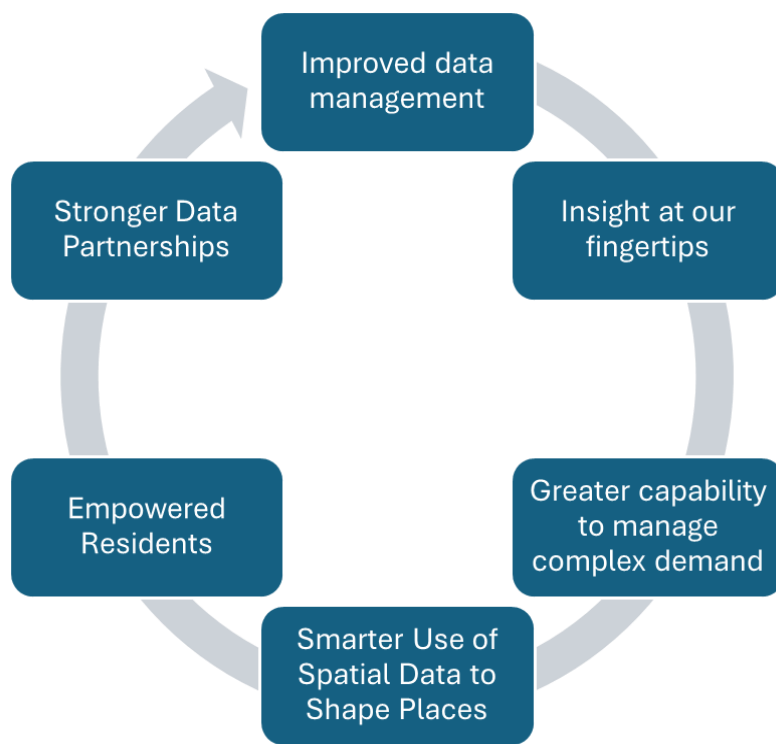 Improved data
management
Insight at our
fingertips
Greater capability
to manage
complex demand
Smarter Use of
Spatial Data to
Shape Places
Empowered
Residents
Stronger Data
Partnerships